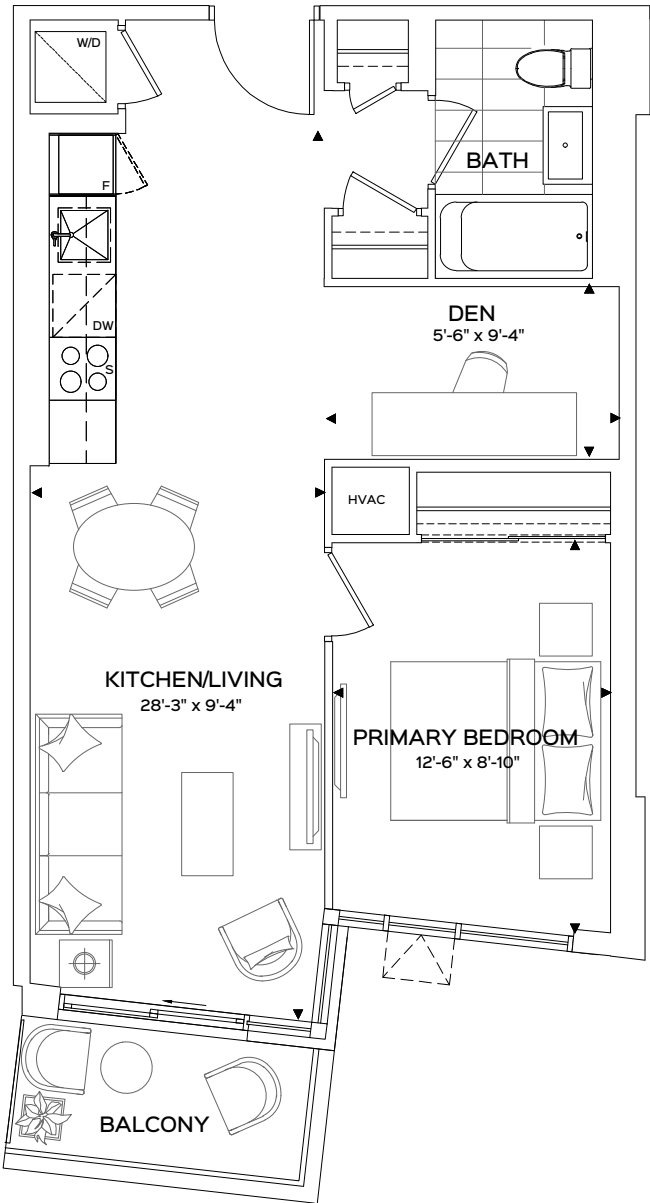 W/D
F
BATH
DEN
5'-6" x 9'-4"
DW
S
HVAC
KITCHEN/LIVING
28'-3" x 9'-4"
PRIMARY BEDROOM
12'-6" x 8'-10"
BALCONY